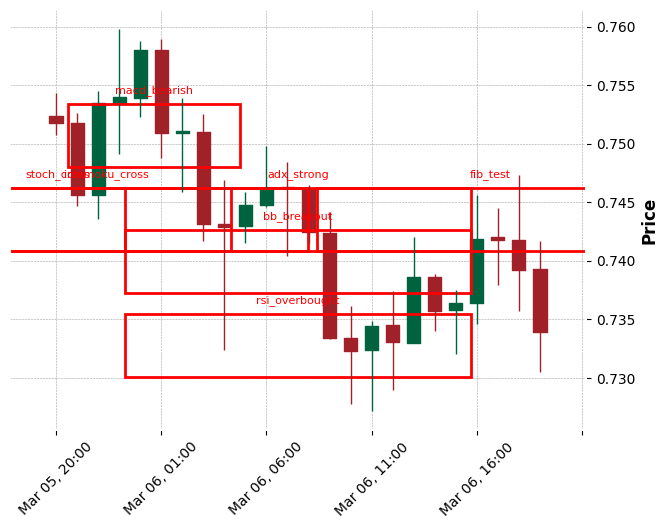 0.760
macd_bearish
0.755
0.750
stoch_cross
adx_strong
fib_test
0.745
bb_breakout
Price
0.740
rsi_overbought
0.735
0.730
Mar 05, 20:00
Mar 06, 01:00
Mar 06, 06:00
Mar 06, 11:00
Mar 06, 16:00